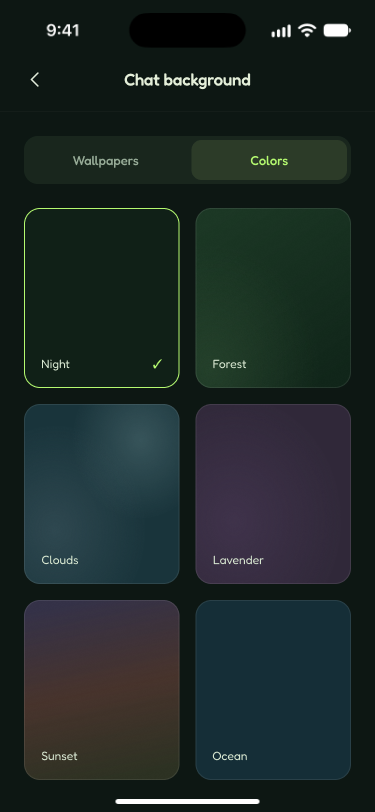 9:41
Chat background
Wallpapers
Colors
Night ✓
Forest
Clouds
Lavender
Sunset
Ocean